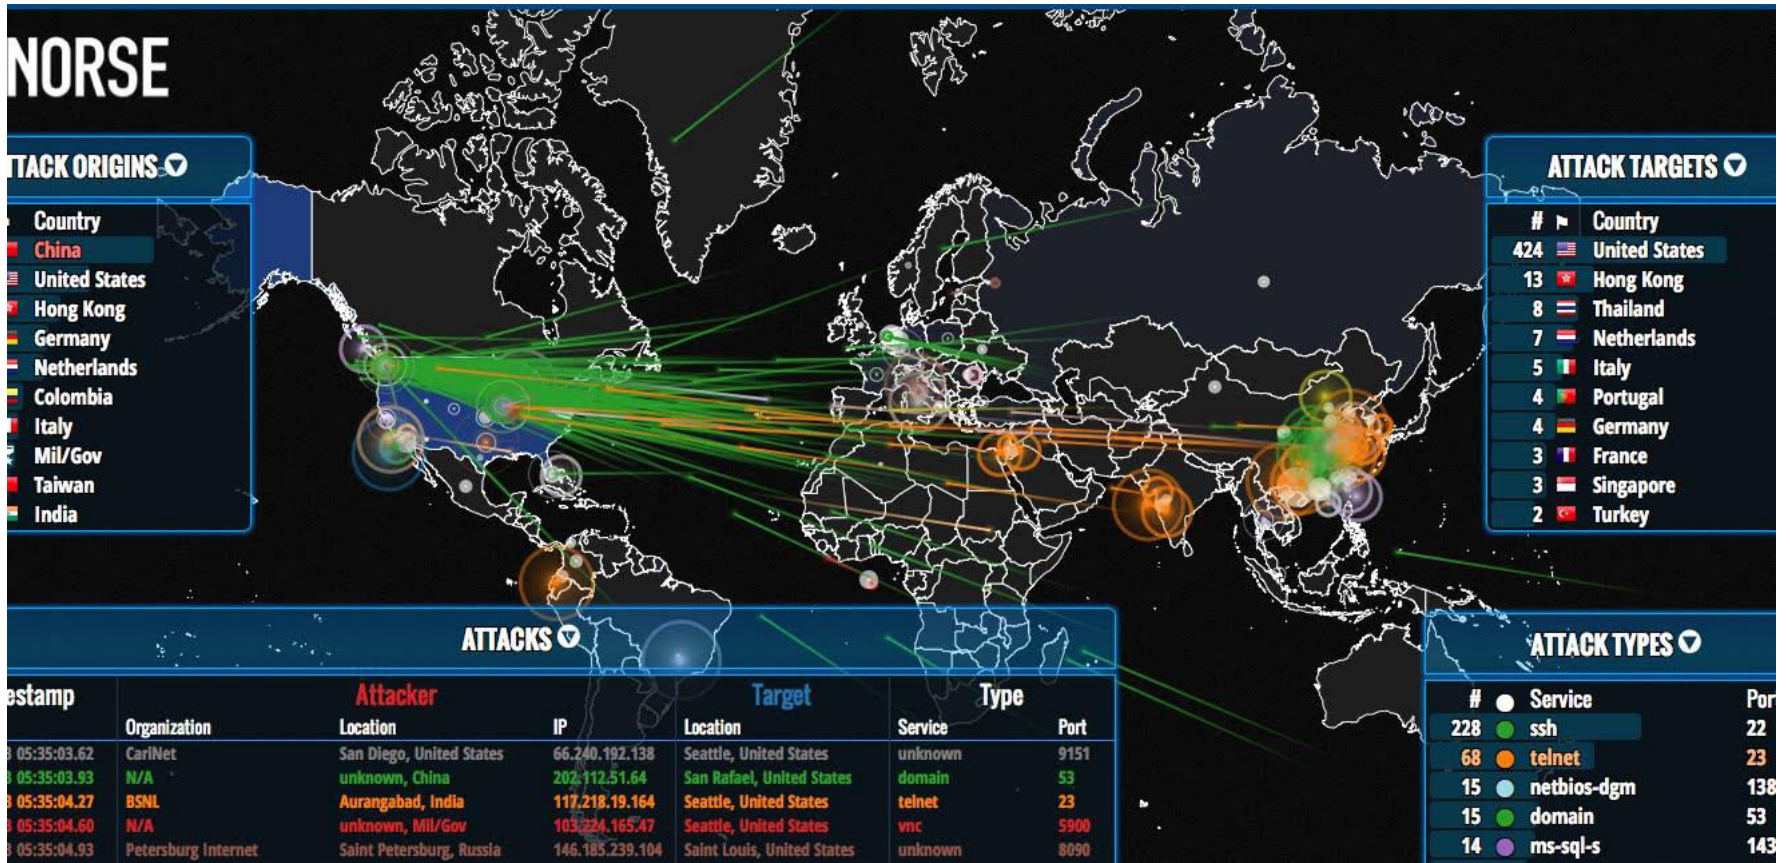 NORSE
TTACK ORIGINS
Country
China
United States
Hong Kong
Germany
Netherlands
Colombia
Italy
Mil/Gov
Taiwan
India
ATTACK TARGETS
# Country
424 United States
13 Hong Kong
8 Thailand
7 Netherlands
5 Italy
4 Portugal
4 Germany
3 France
3 Singapore
2 Turkey
ATTACKS
estamp Attacker Target Type
Organization Location IP Location Service Port
3 05:35:03.62 CariNet San Diego, United States 66.240.192.138 Seattle, United States unknown 9151
3 05:35:03.93 N/A unknown, China 202.112.51.64 San Rafael, United States domain 53
3 05:35:04.27 BSNL Aurangabad, India 117.218.19.164 Seattle, United States telnet 23
3 05:35:04.60 N/A unknown, Mil/Gov 103.224.165.47 Seattle, United States vnc 5900
3 05:35:04.93 Petersburg Internet Saint Petersburg, Russia 146.185.239.104 Saint Louis, United States unknown 8090
ATTACK TYPES
# Service Por
228 ssh 22
68 telnet 23
15 netbios-dgm 138
15 domain 53
14 ms-sql-s 143